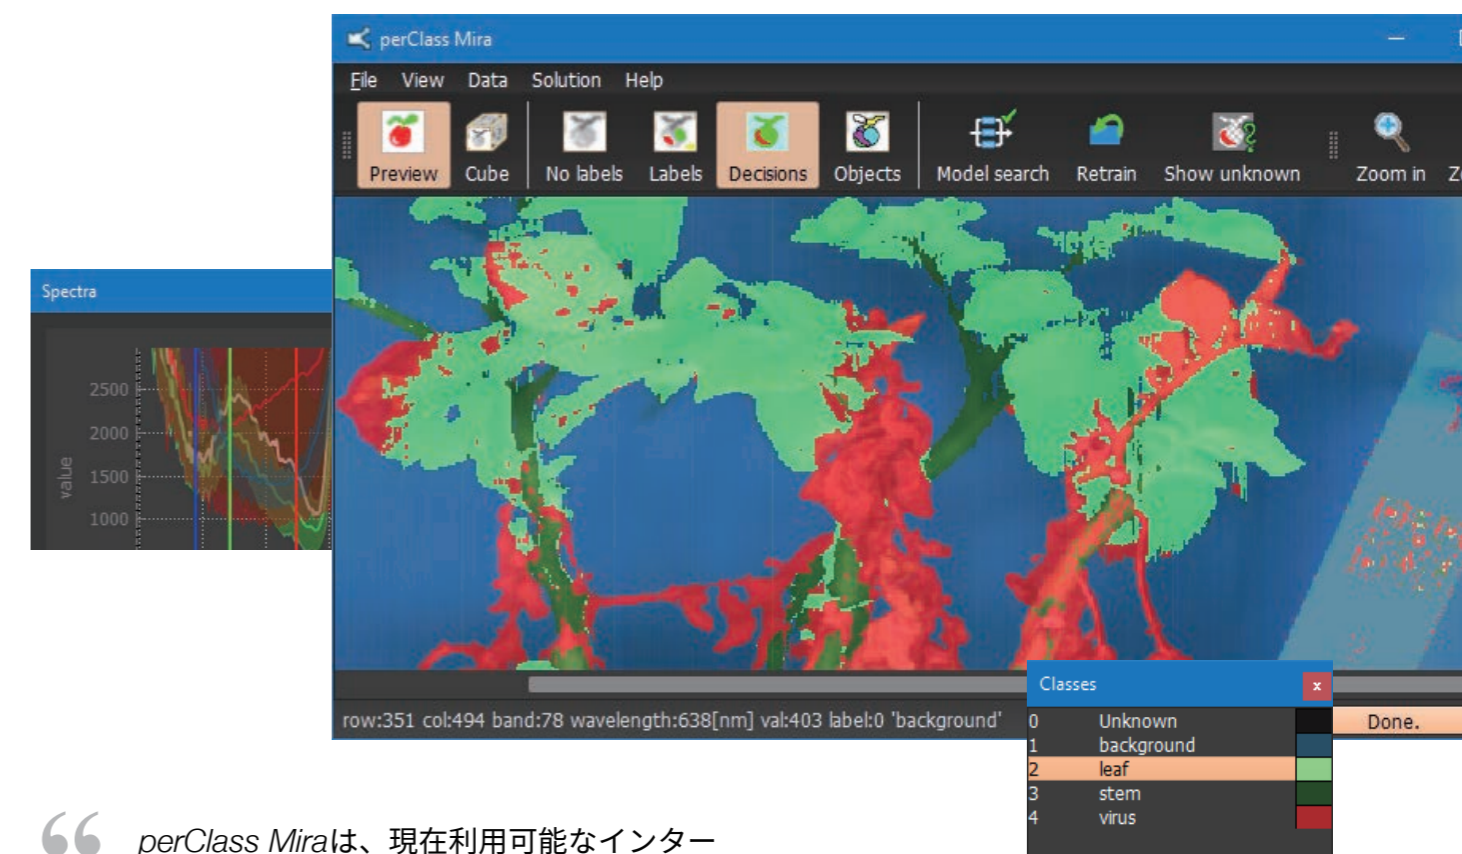 perClass Mira
File View Data Solution Help
Preview Cube No labels Labels Decisions Objects Model search Retrain Show unknown Zoom in
Spectra
2500
2000
1500
1000
value
row:351 col:494 band:78 wavelength:638[nm] val:403 label:0 'background'
Done.
Classes
0 Unknown
1 background
2 leaf
3 stem
4 virus
“ perClass Miraは、現在利用可能なインター